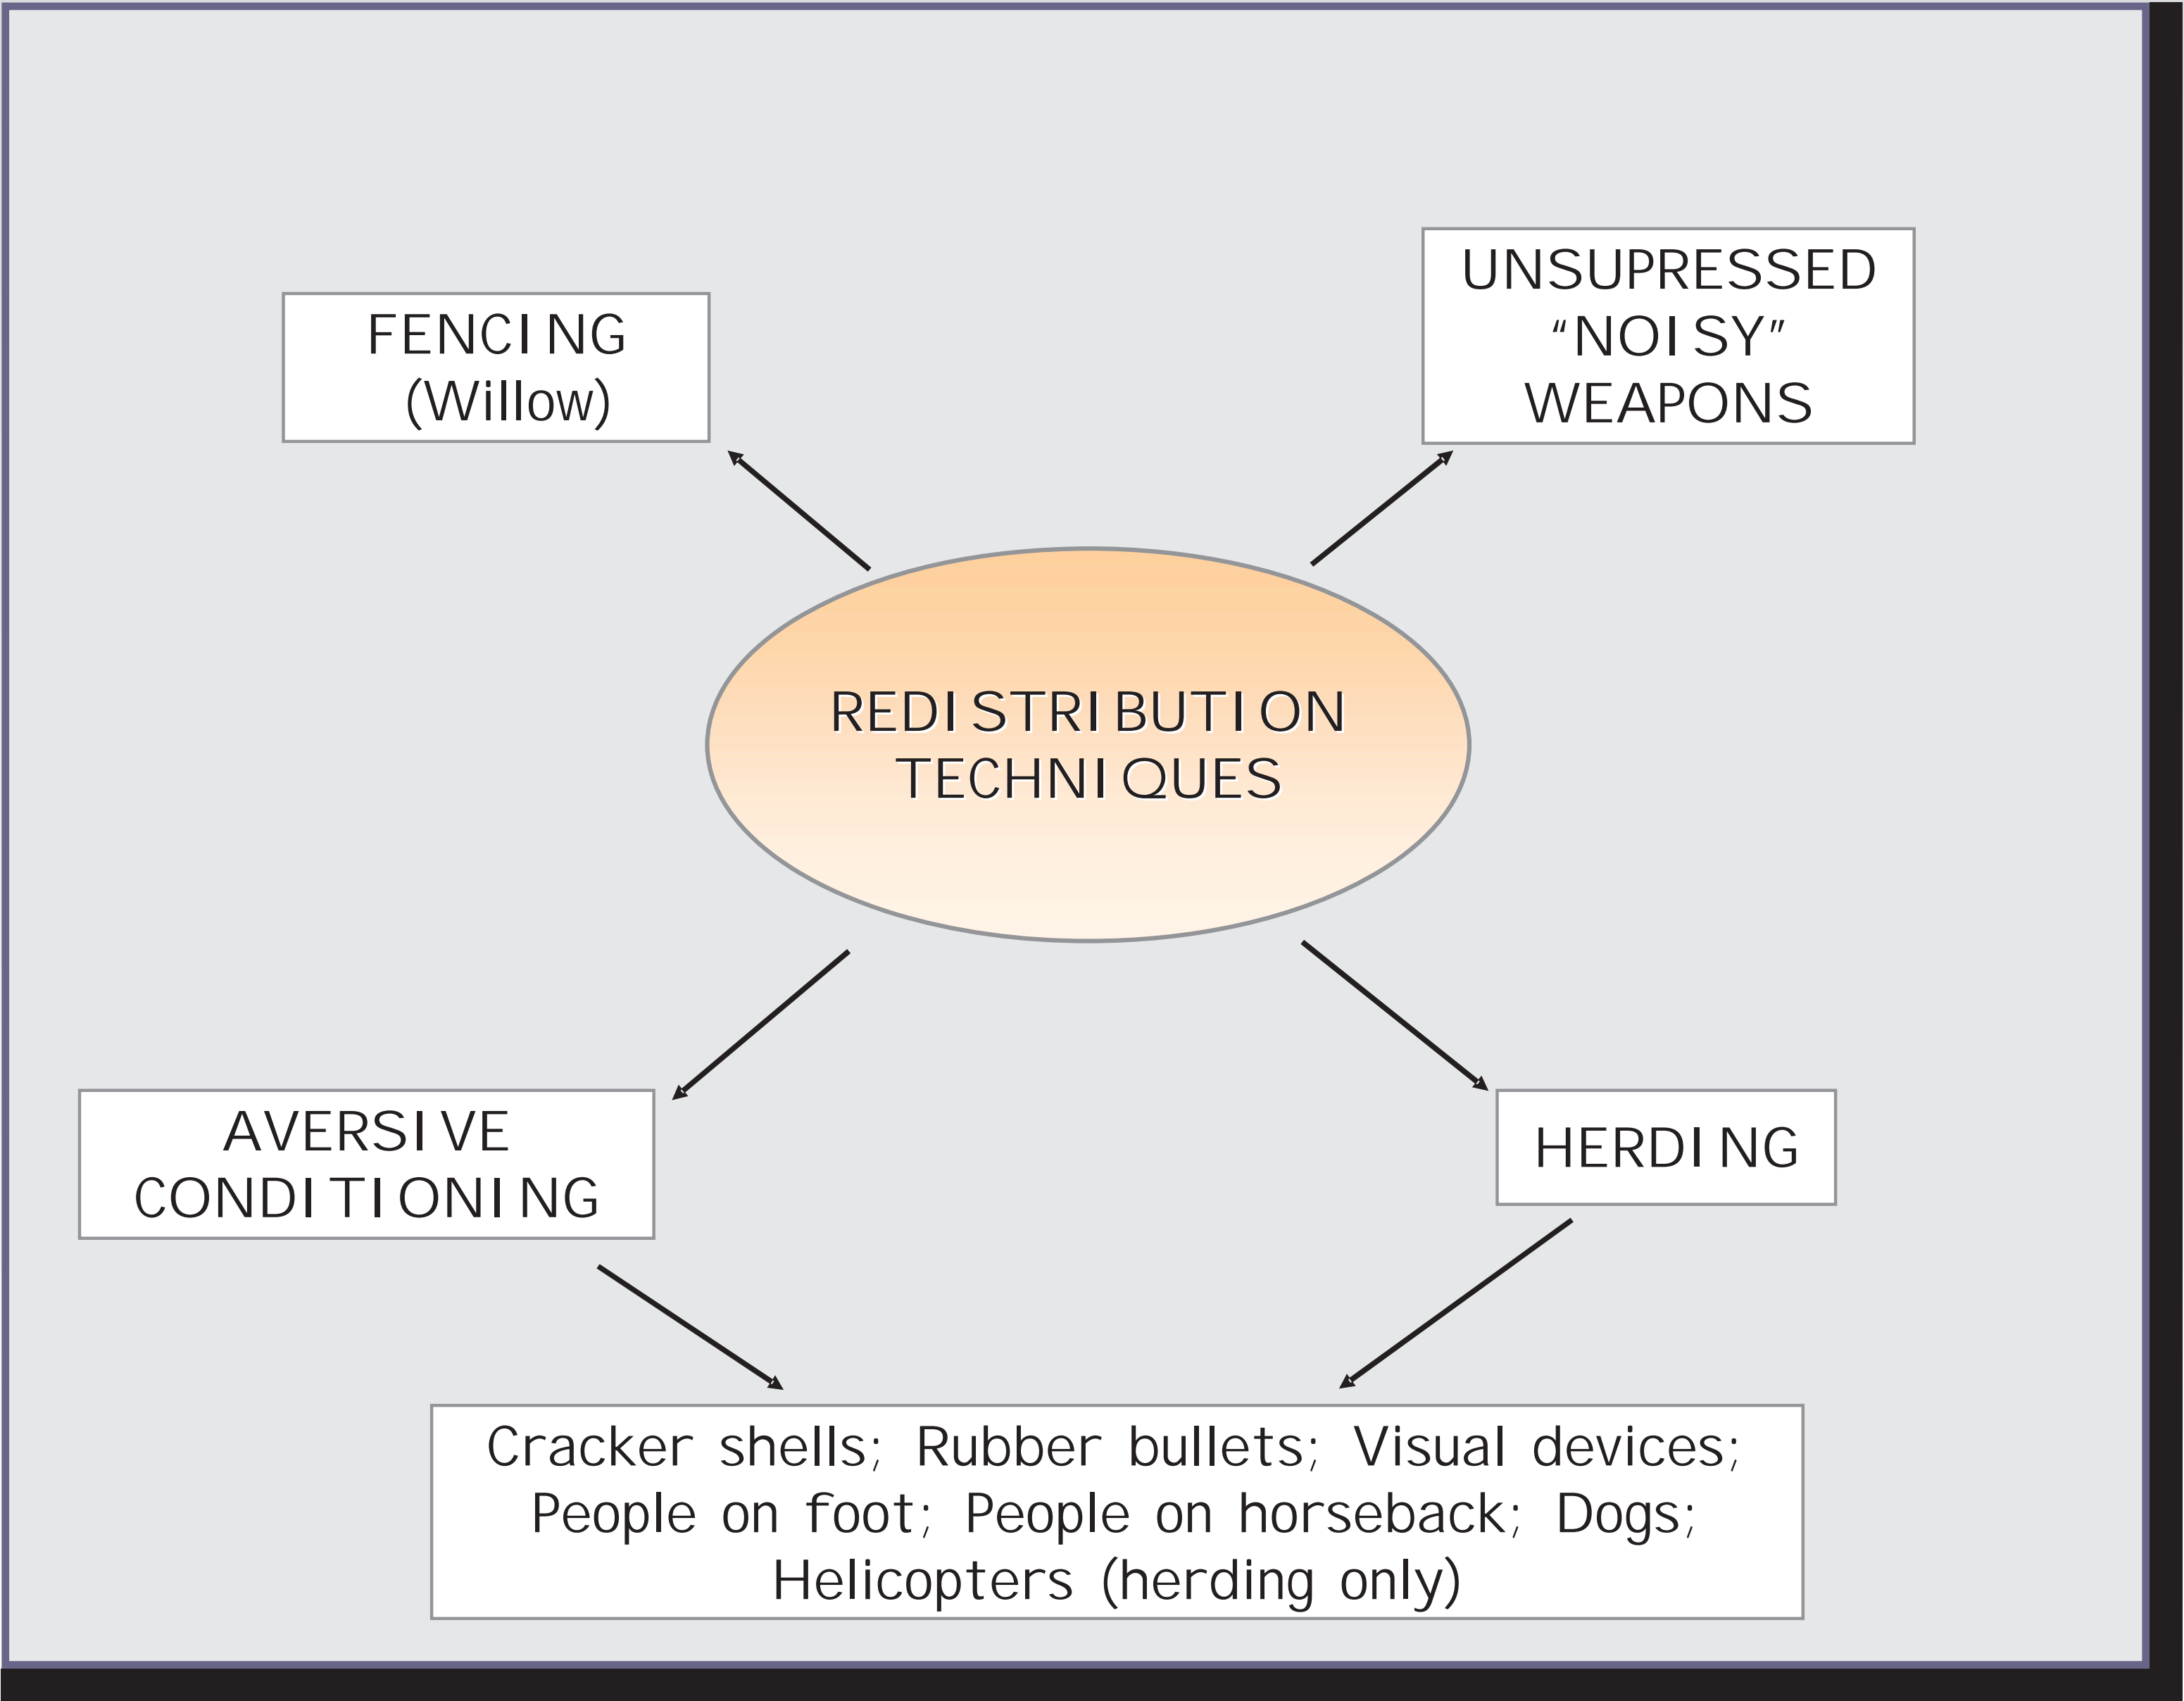 FENCING
(Willow)
UNSUPRESSED
“NOISY”
WEAPONS
REDISTRIBUTION
TECHNIQUES
AVERSIVE
CONDITIONING
HERDING
Cracker shells; Rubber bullets; Visual devices;
People on foot; People on horseback; Dogs;
Helicopters (herding only)